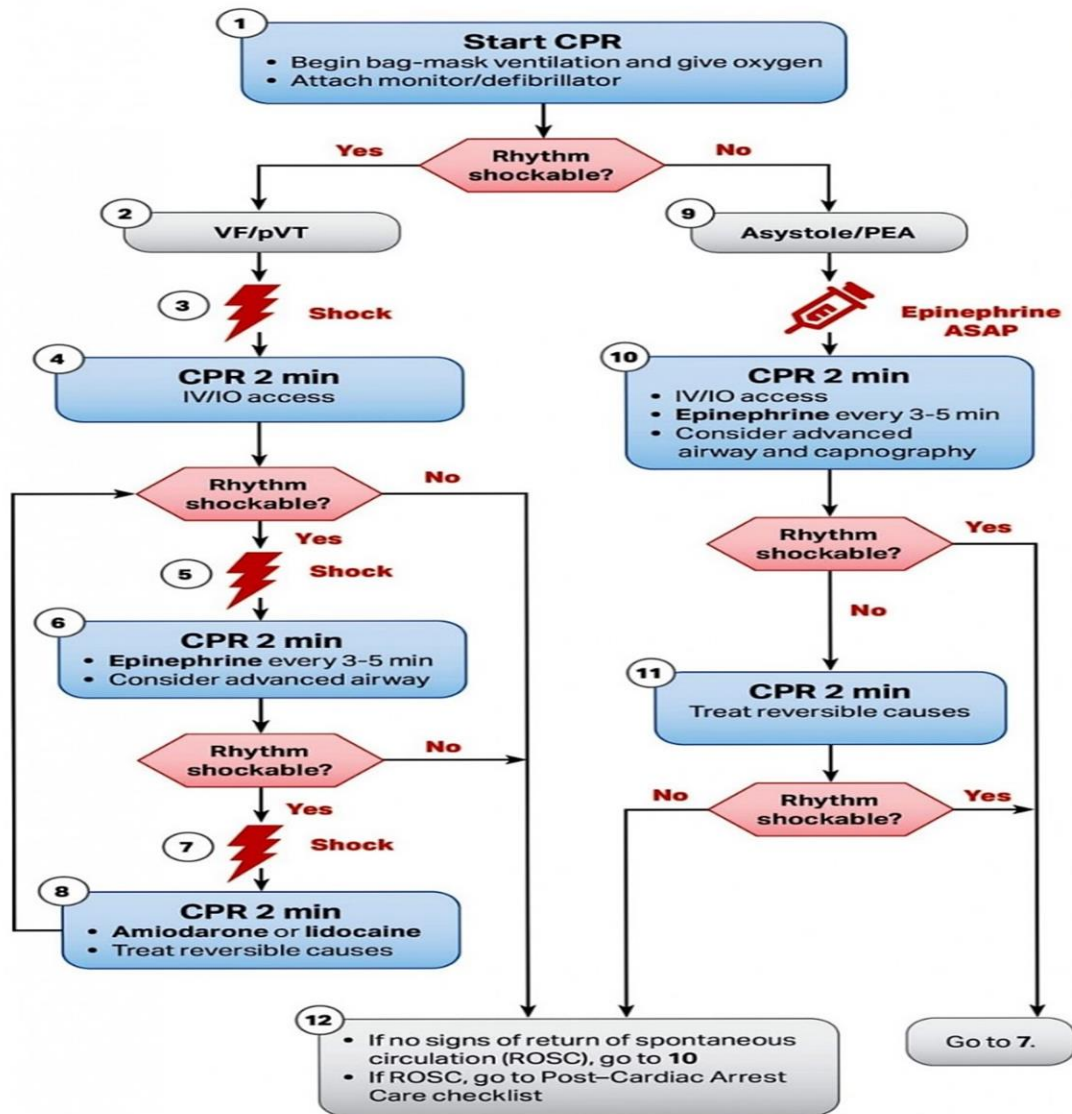 1
Start CPR
• Begin bag-mask ventilation and give oxygen
• Attach monitor/defibrillator
Yes
Rhythm
shockable?
No
2
VF/pVT
9
Asystole/PEA
3
Shock
Epinephrine
ASAP
4
CPR 2 min
IV/IO access
10
CPR 2 min
• IV/IO access
• Epinephrine every 3-5 min
• Consider advanced
airway and capnography
Rhythm
shockable?
No
Yes
5
Shock
Rhythm
shockable?
Yes
No
6
CPR 2 min
• Epinephrine every 3-5 min
• Consider advanced airway
11
CPR 2 min
Treat reversible causes
Rhythm
shockable?
No
Yes
7
Shock
No
Rhythm
shockable?
Yes
8
CPR 2 min
• Amiodarone or lidocaine
• Treat reversible causes
12
• If no signs of return of spontaneous
circulation (ROSC), go to 10
• If ROSC, go to Post–Cardiac Arrest
Care checklist
Go to 7.